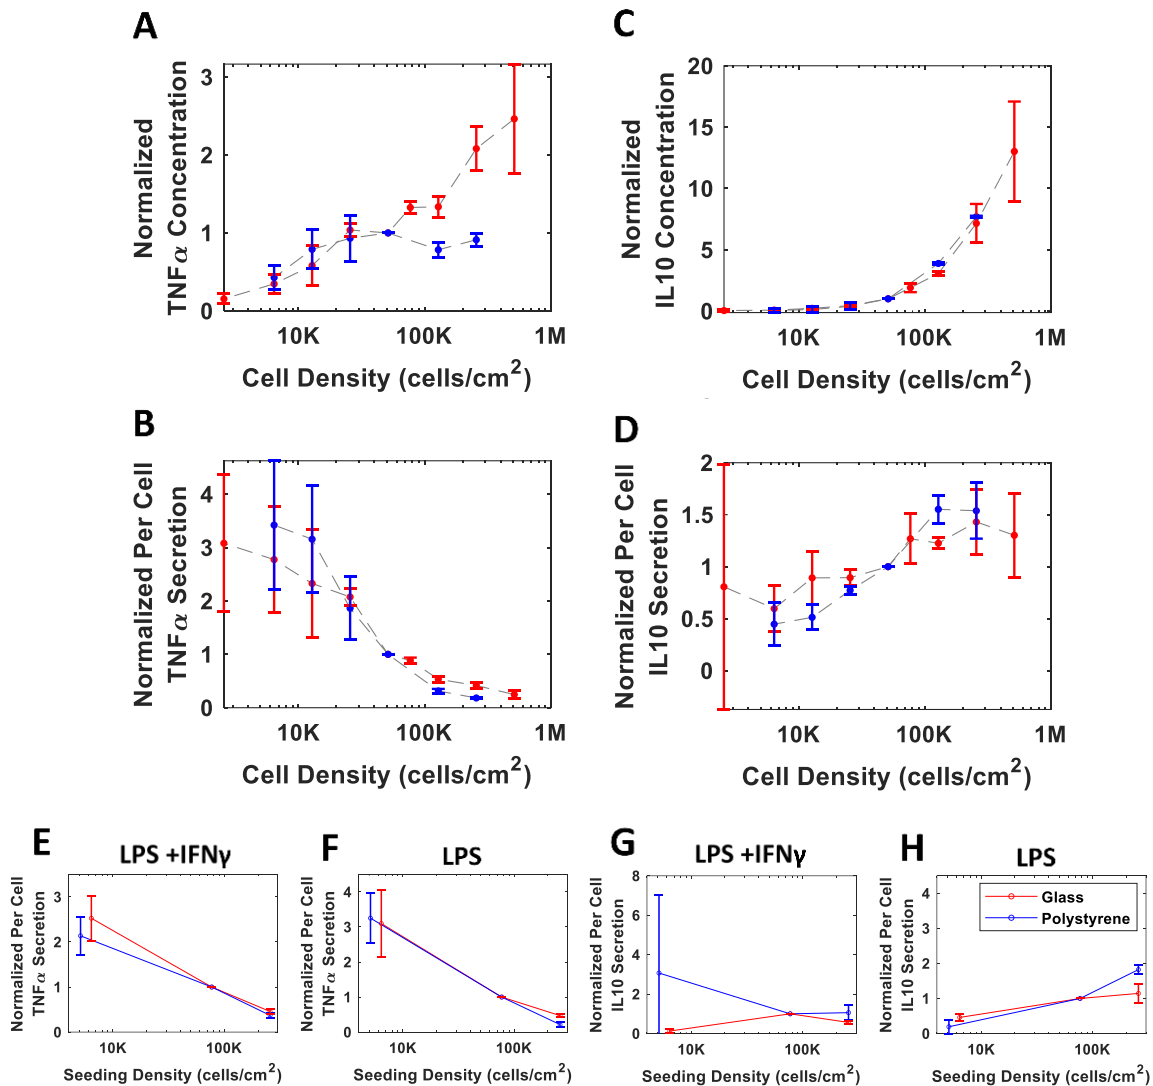 A
Normalized
TNFα Concentration
3
2
1
0
10K 100K 1M
Cell Density (cells/cm²)
C
Normalized
IL10 Concentration
20
15
10
5
0
10K 100K 1M
Cell Density (cells/cm²)
B
Normalized Per Cell
TNFα Secretion
4
3
2
1
0
10K 100K 1M
Cell Density (cells/cm²)
D
Normalized Per Cell
IL10 Secretion
2
1.5
1
0.5
0
10K 100K 1M
Cell Density (cells/cm²)
E
LPS +IFNγ
Normalized Per Cell
TNFα Secretion
3
2
1
0
10K 100K
Seeding Density (cells/cm²)
F
LPS
Normalized Per Cell
TNFα Secretion
4
3
2
1
0
10K 100K
Seeding Density (cells/cm²)
G
LPS +IFNγ
Normalized Per Cell
IL10 Secretion
8
6
4
2
0
10K 100K
Seeding Density (cells/cm²)
H
LPS
Normalized Per Cell
IL10 Secretion
4
3
2
1
0
Glass
Polystyrene
10K 100K
Seeding Density (cells/cm²)